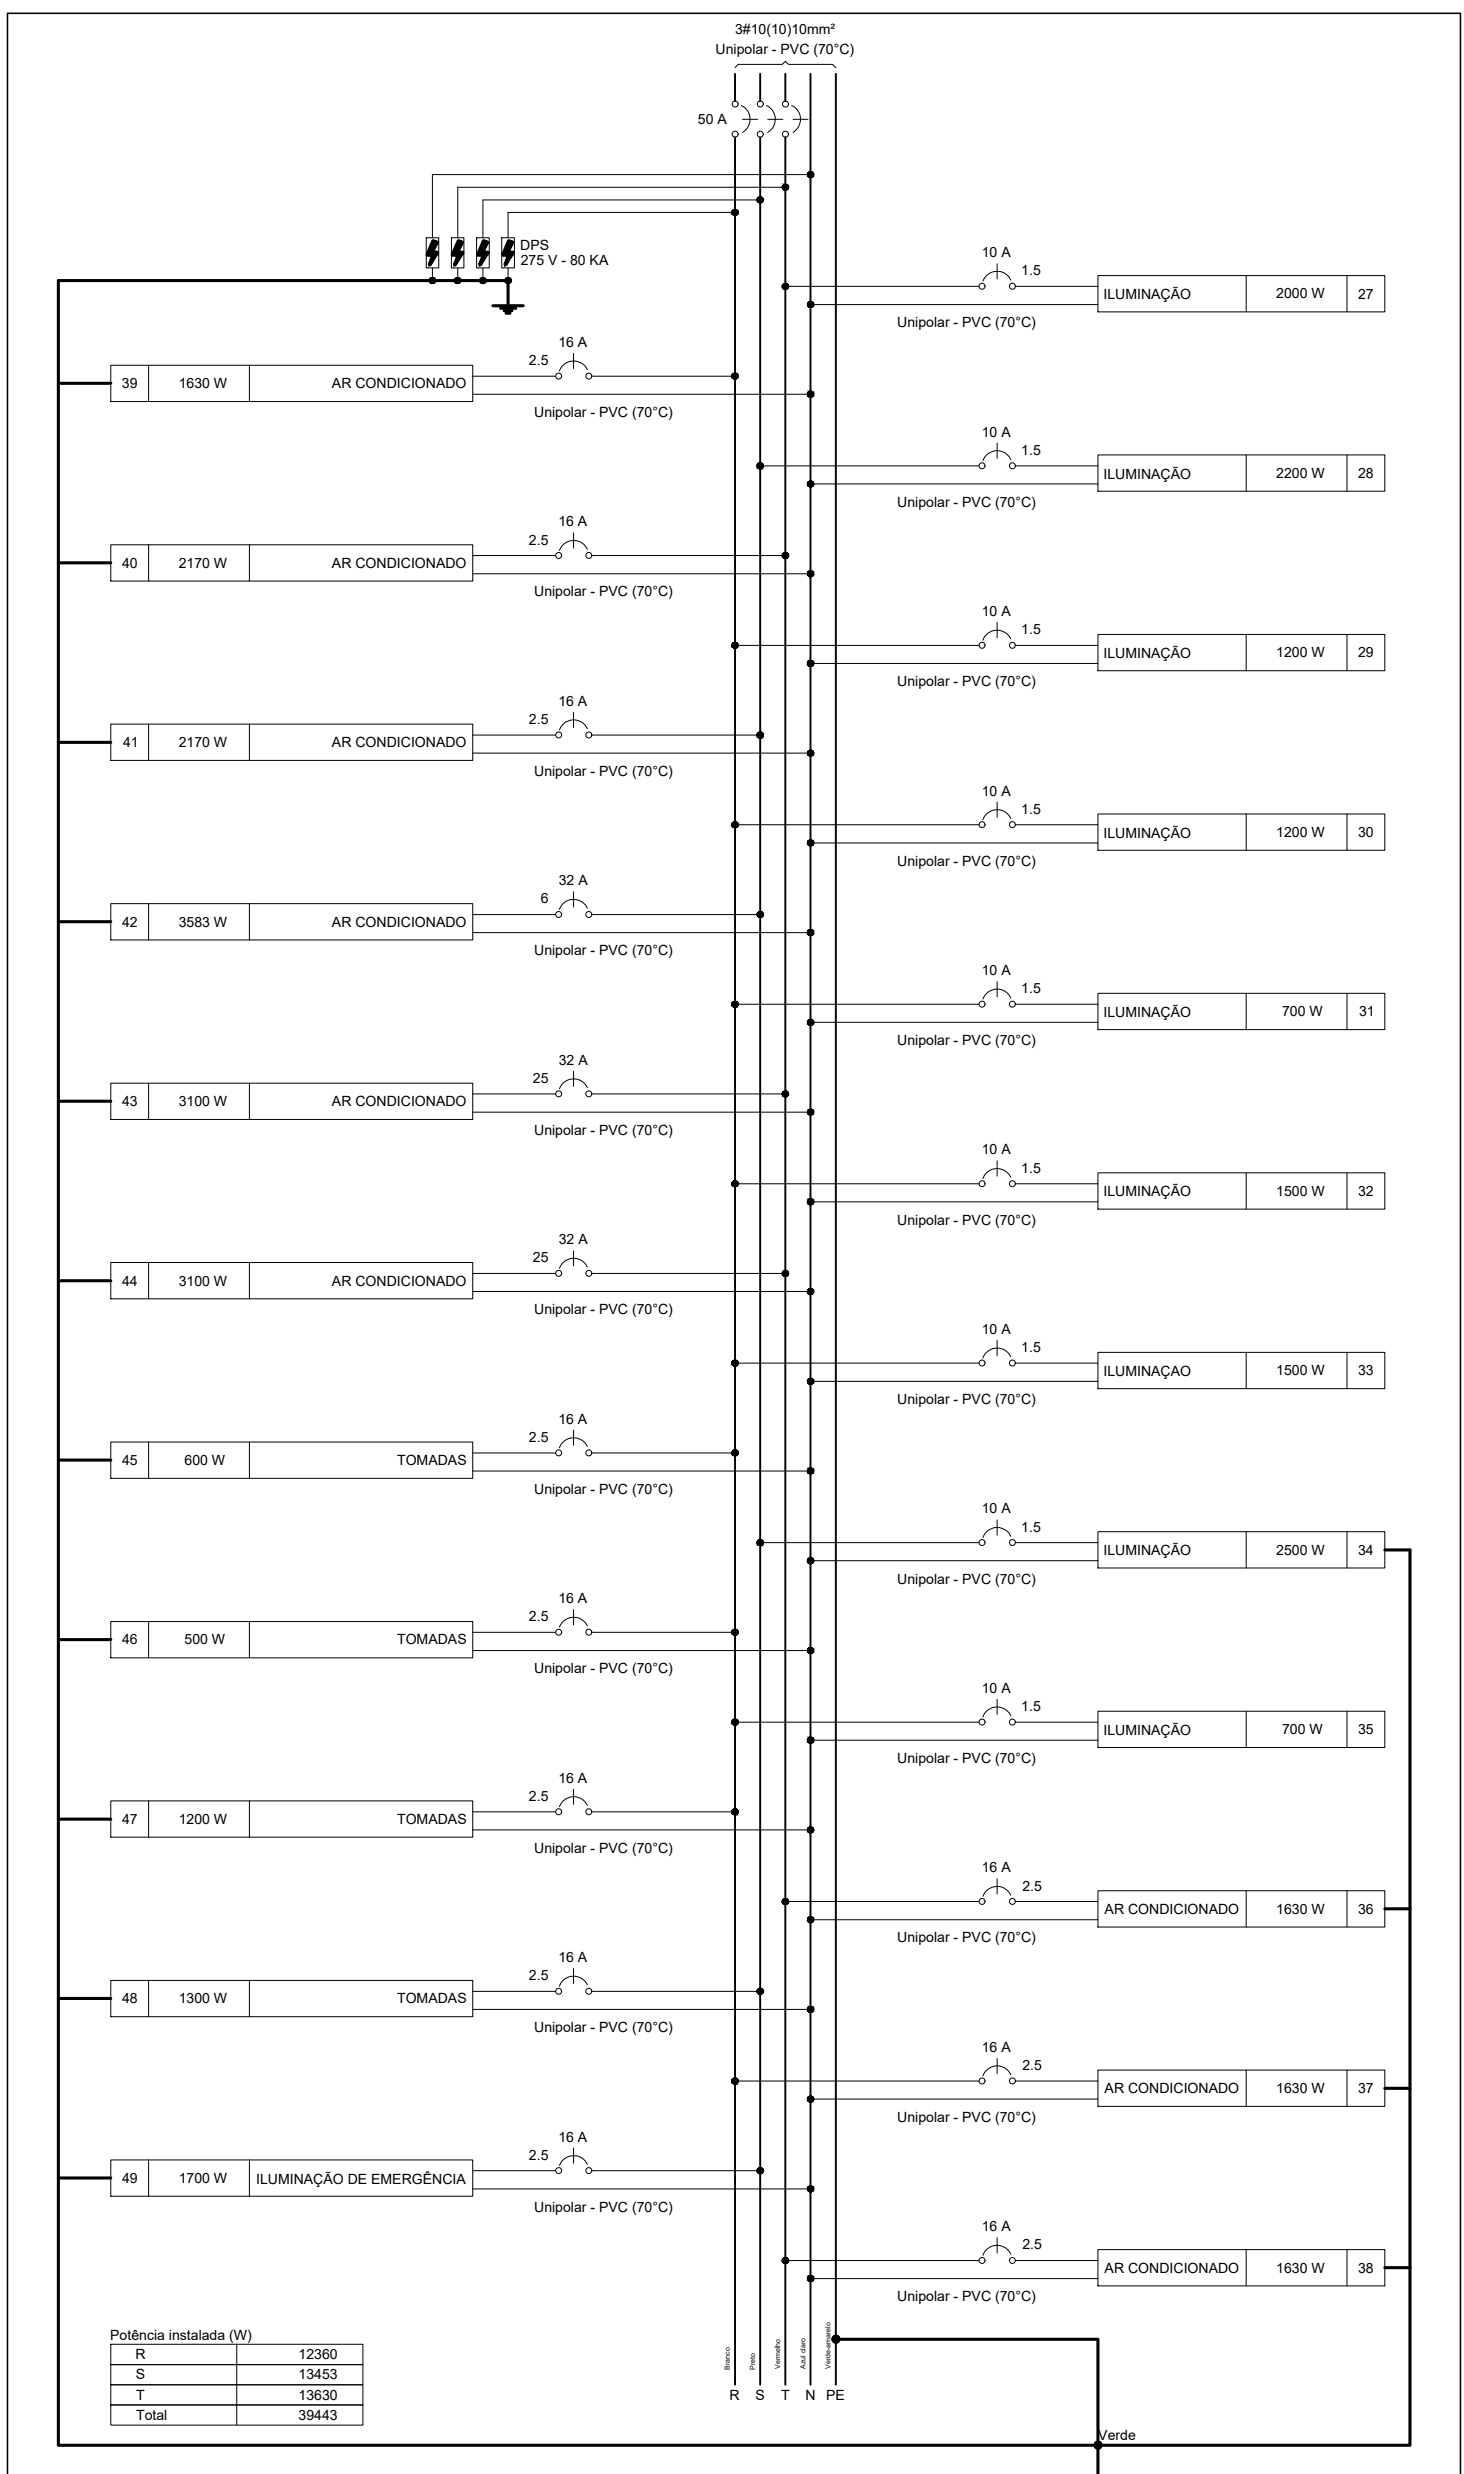 3#10(10)10mm²
Unipolar - PVC (70°C)
50 A
DPS
275 V - 80 KA
10 A
1.5
ILUMINAÇÃO 2000 W 27
Unipolar - PVC (70°C)
16 A
2.5
39 1630 W AR CONDICIONADO
Unipolar - PVC (70°C)
10 A
1.5
ILUMINAÇÃO 2200 W 28
Unipolar - PVC (70°C)
16 A
2.5
40 2170 W AR CONDICIONADO
Unipolar - PVC (70°C)
10 A
1.5
ILUMINAÇÃO 1200 W 29
Unipolar - PVC (70°C)
16 A
2.5
41 2170 W AR CONDICIONADO
Unipolar - PVC (70°C)
10 A
1.5
ILUMINAÇÃO 1200 W 30
Unipolar - PVC (70°C)
32 A
6
42 3583 W AR CONDICIONADO
Unipolar - PVC (70°C)
10 A
1.5
ILUMINAÇÃO 700 W 31
Unipolar - PVC (70°C)
32 A
25
43 3100 W AR CONDICIONADO
Unipolar - PVC (70°C)
10 A
1.5
ILUMINAÇÃO 1500 W 32
Unipolar - PVC (70°C)
32 A
25
44 3100 W AR CONDICIONADO
Unipolar - PVC (70°C)
10 A
1.5
ILUMINAÇAO 1500 W 33
Unipolar - PVC (70°C)
16 A
2.5
45 600 W TOMADAS
Unipolar - PVC (70°C)
10 A
1.5
ILUMINAÇÃO 2500 W 34
Unipolar - PVC (70°C)
16 A
2.5
46 500 W TOMADAS
Unipolar - PVC (70°C)
10 A
1.5
ILUMINAÇÃO 700 W 35
Unipolar - PVC (70°C)
16 A
2.5
47 1200 W TOMADAS
Unipolar - PVC (70°C)
16 A
2.5
AR CONDICIONADO 1630 W 36
Unipolar - PVC (70°C)
16 A
2.5
48 1300 W TOMADAS
Unipolar - PVC (70°C)
16 A
2.5
AR CONDICIONADO 1630 W 37
Unipolar - PVC (70°C)
16 A
2.5
49 1700 W ILUMINAÇÃO DE EMERGÊNCIA
Unipolar - PVC (70°C)
16 A
2.5
AR CONDICIONADO 1630 W 38
Unipolar - PVC (70°C)
Potência instalada (W)
R 12360
S 13453
T 13630
Total 39443
Branco
Preto
Vermelho
Azul claro
Verde-amarelo
R S T N PE
Verde